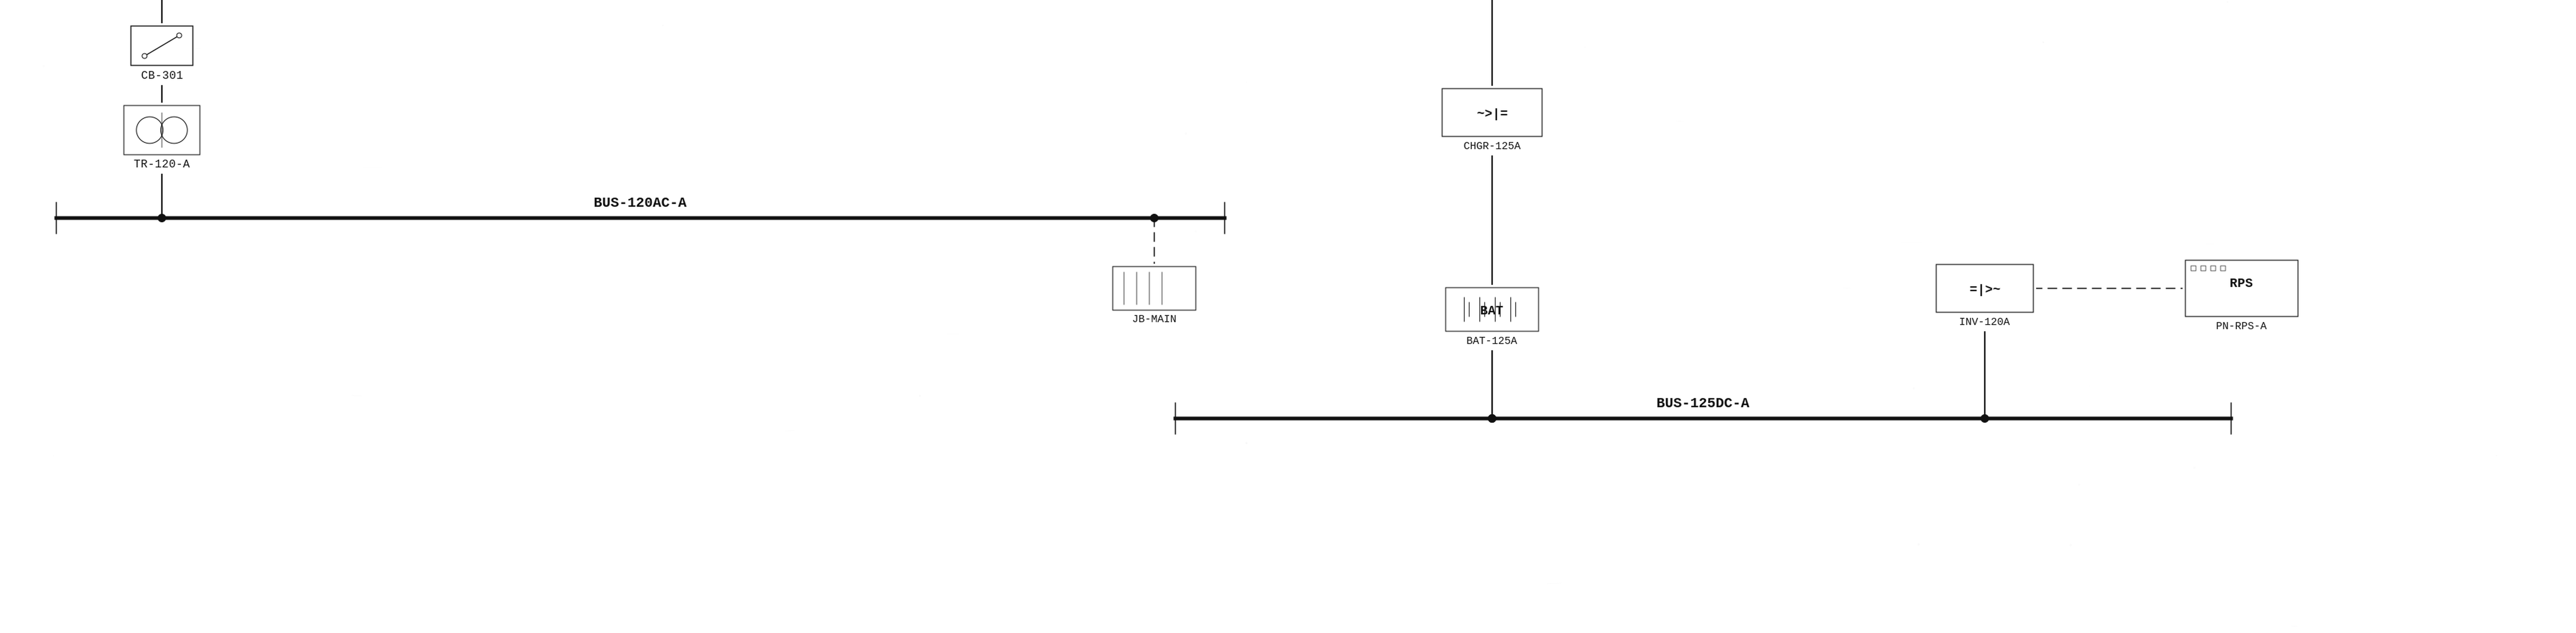 CB-301
~>|=
CHGR-125A
TR-120-A
BUS-120AC-A
RPS
=|>~
BAT
JB-MAIN
INV-120A
PN-RPS-A
BAT-125A
BUS-125DC-A